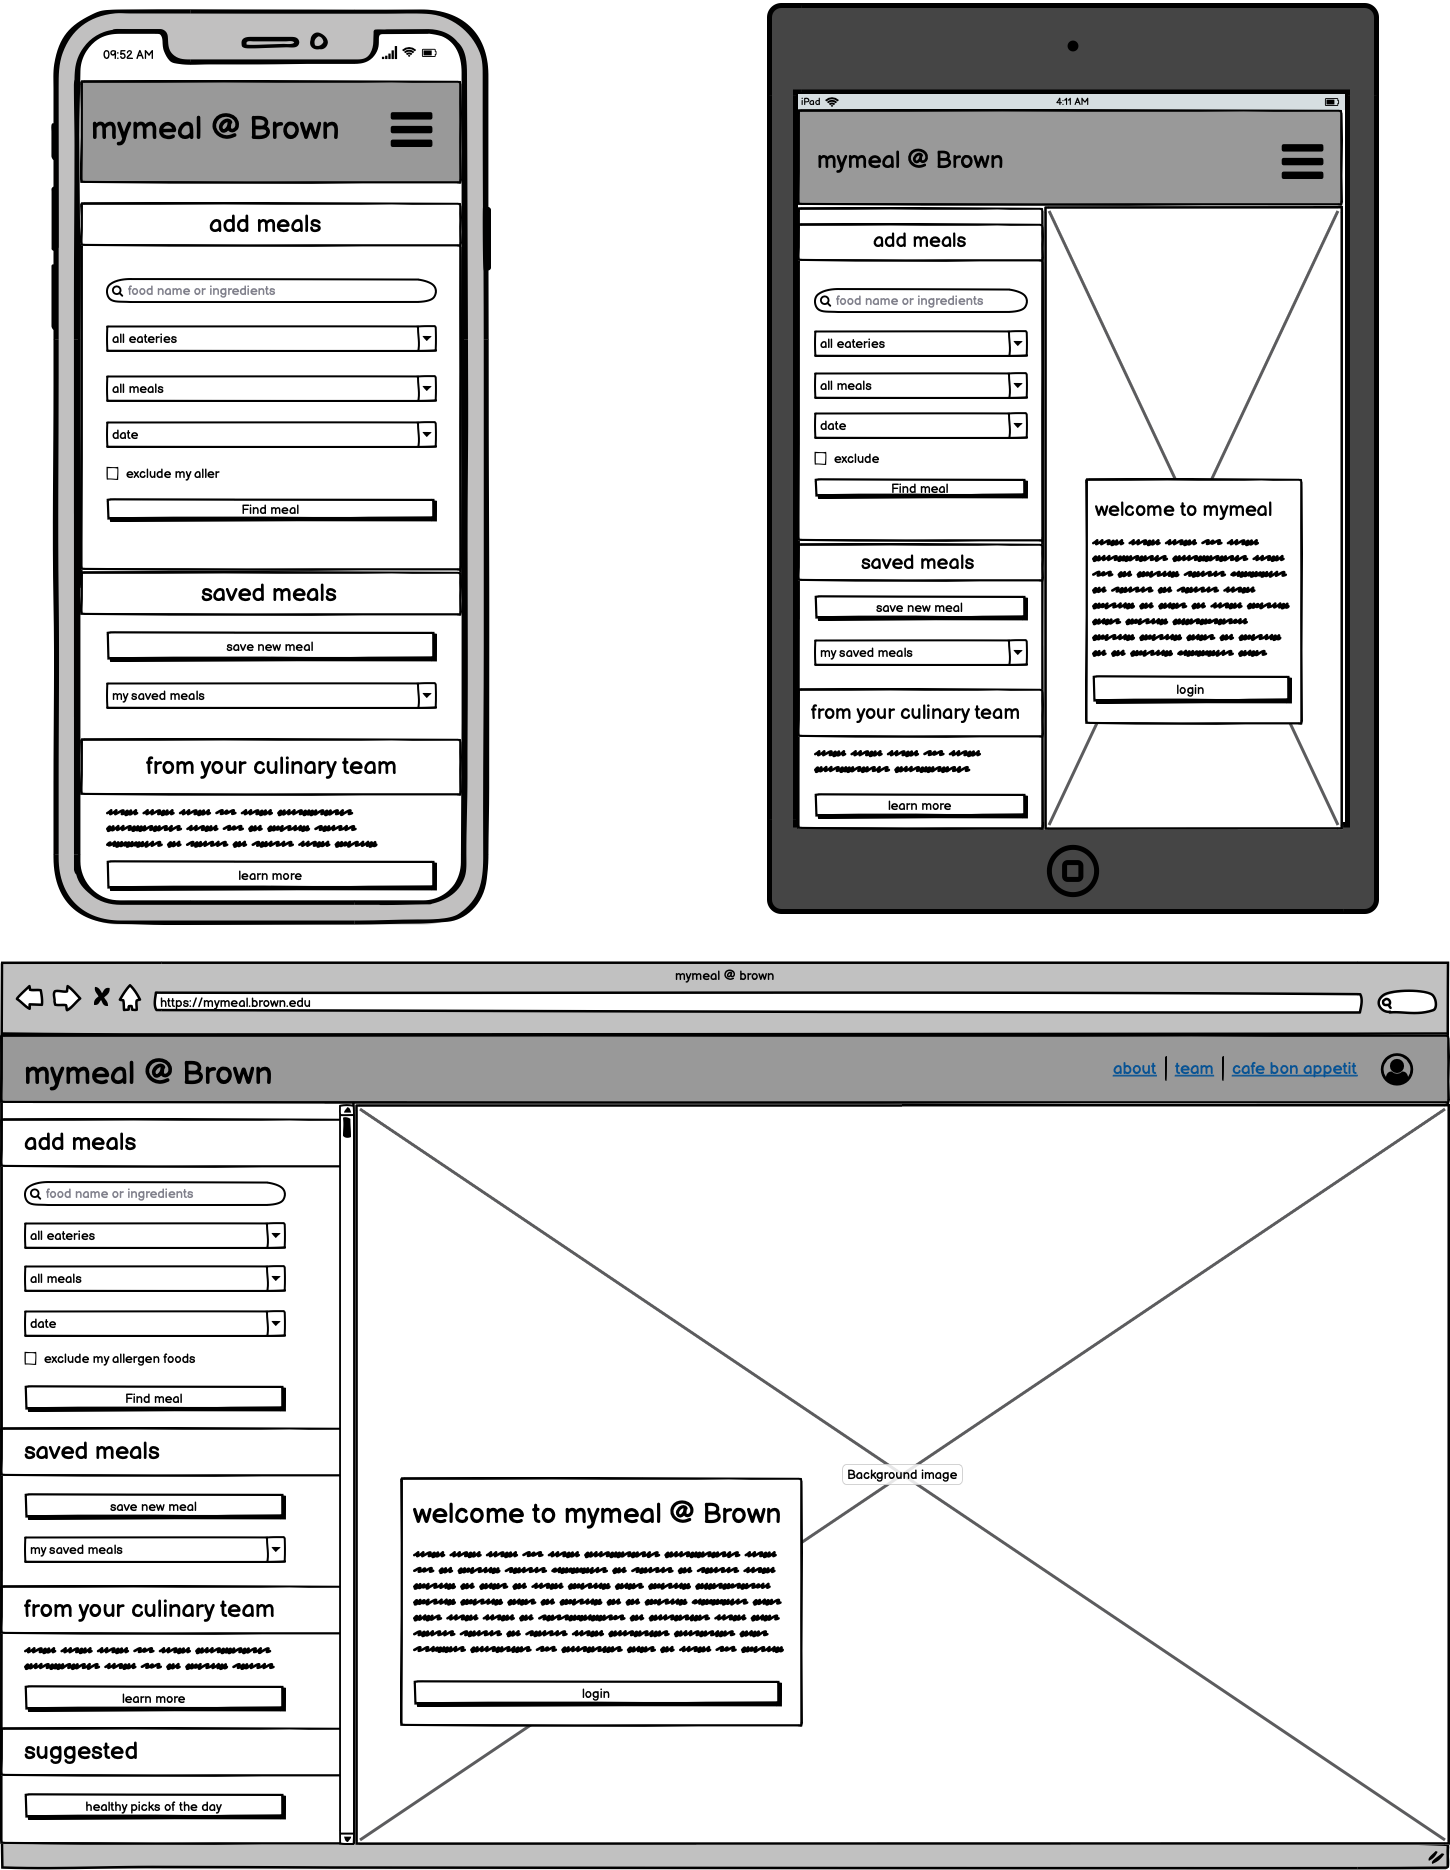 09:52 AM
mymeal @ Brown
add meals
food name or ingredients
all eateries
all meals
date
exclude my aller
Find meal
saved meals
save new meal
my saved meals
from your culinary team
learn more
iPad
4:11 AM
mymeal @ Brown
add meals
food name or ingredients
all eateries
all meals
date
exclude
Find meal
saved meals
save new meal
my saved meals
from your culinary team
learn more
welcome to mymeal
login
mymeal @ brown
https://mymeal.brown.edu
mymeal @ Brown
about
team
cafe bon appetit
add meals
food name or ingredients
all eateries
all meals
date
exclude my allergen foods
Find meal
saved meals
save new meal
my saved meals
from your culinary team
learn more
suggested
healthy picks of the day
Background image
welcome to mymeal @ Brown
login